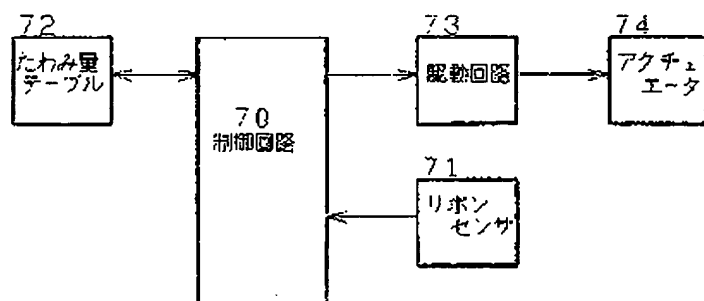 72
たわみ量
テーブル
70
制御回路
73
駆動回路
74
アクチュ
エータ
71
リボン
センサ